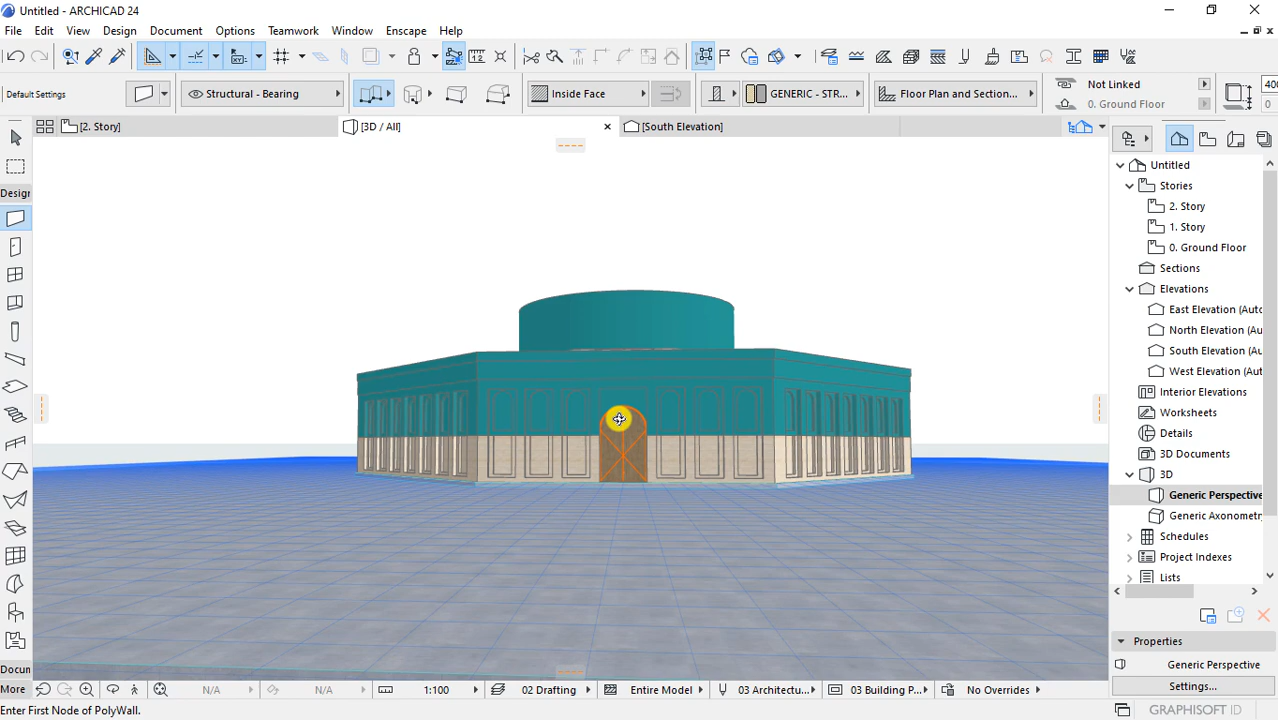 Untitled - ARCHICAD 24
File Edit View Design Document Options Teamwork Window Enscape Help
Default Settings
Structural - Bearing
Inside Face
GENERIC - STR...
Floor Plan and Section...
Not Linked
0. Ground Floor
400
0
[2. Story]
[3D / All]
[South Elevation]
Design
Docun
More
Untitled
Stories
2. Story
1. Story
0. Ground Floor
Sections
Elevations
East Elevation (Auto
North Elevation (Au
South Elevation (Au
West Elevation (Aut
Interior Elevations
Worksheets
Details
3D Documents
3D
Generic Perspective
Generic Axonometr
Schedules
Project Indexes
Lists
Properties
Generic Perspective
Settings...
N/A
N/A
1:100
02 Drafting
Entire Model
03 Architectu...
03 Building P...
No Overrides
Enter First Node of PolyWall.
GRAPHISOFT ID